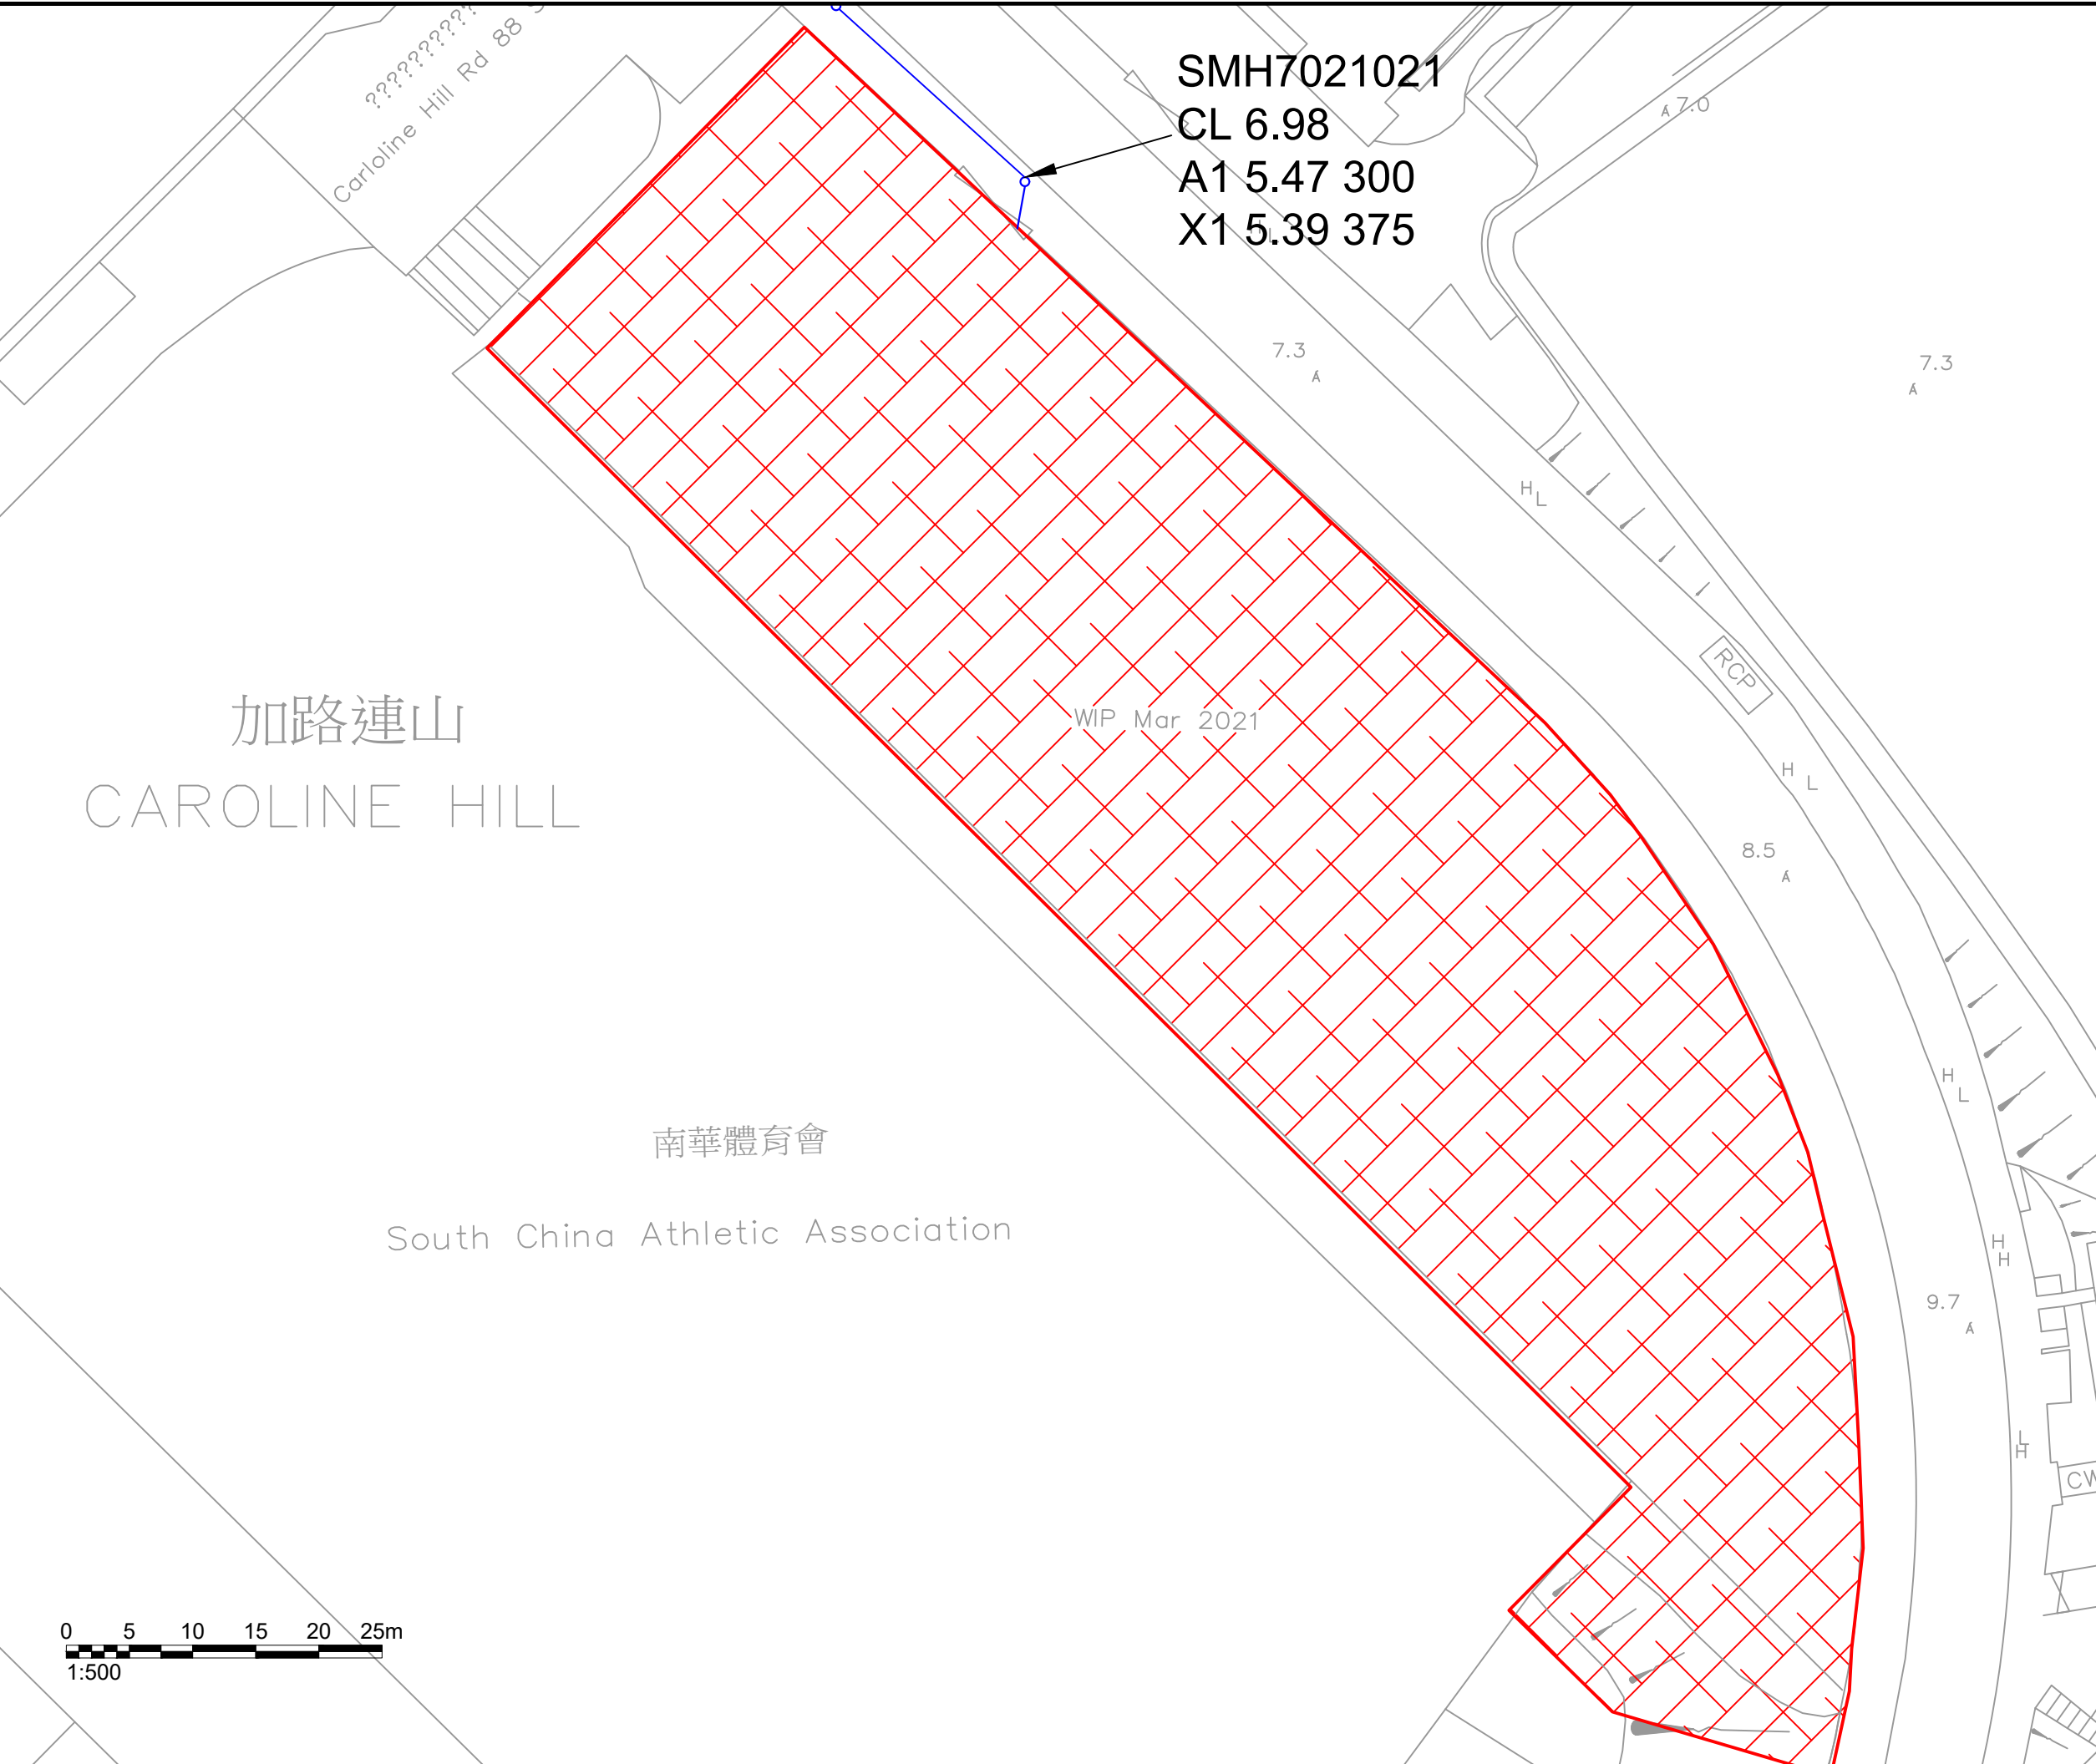 ??????????
Carloline Hill Rd 88
SMH7021021
CL 6.98
A1 5.47 300
X1 5.39 375
H
L
7.0
7.3
7.3
H
L
RCP
WIP Mar 2021
加路連山
CAROLINE HILL
H
L
8.5
H
L
南華體育會
South China Athletic Association
H
H
9.7
L
H
CW
0 5 10 15 20 25m
1:500